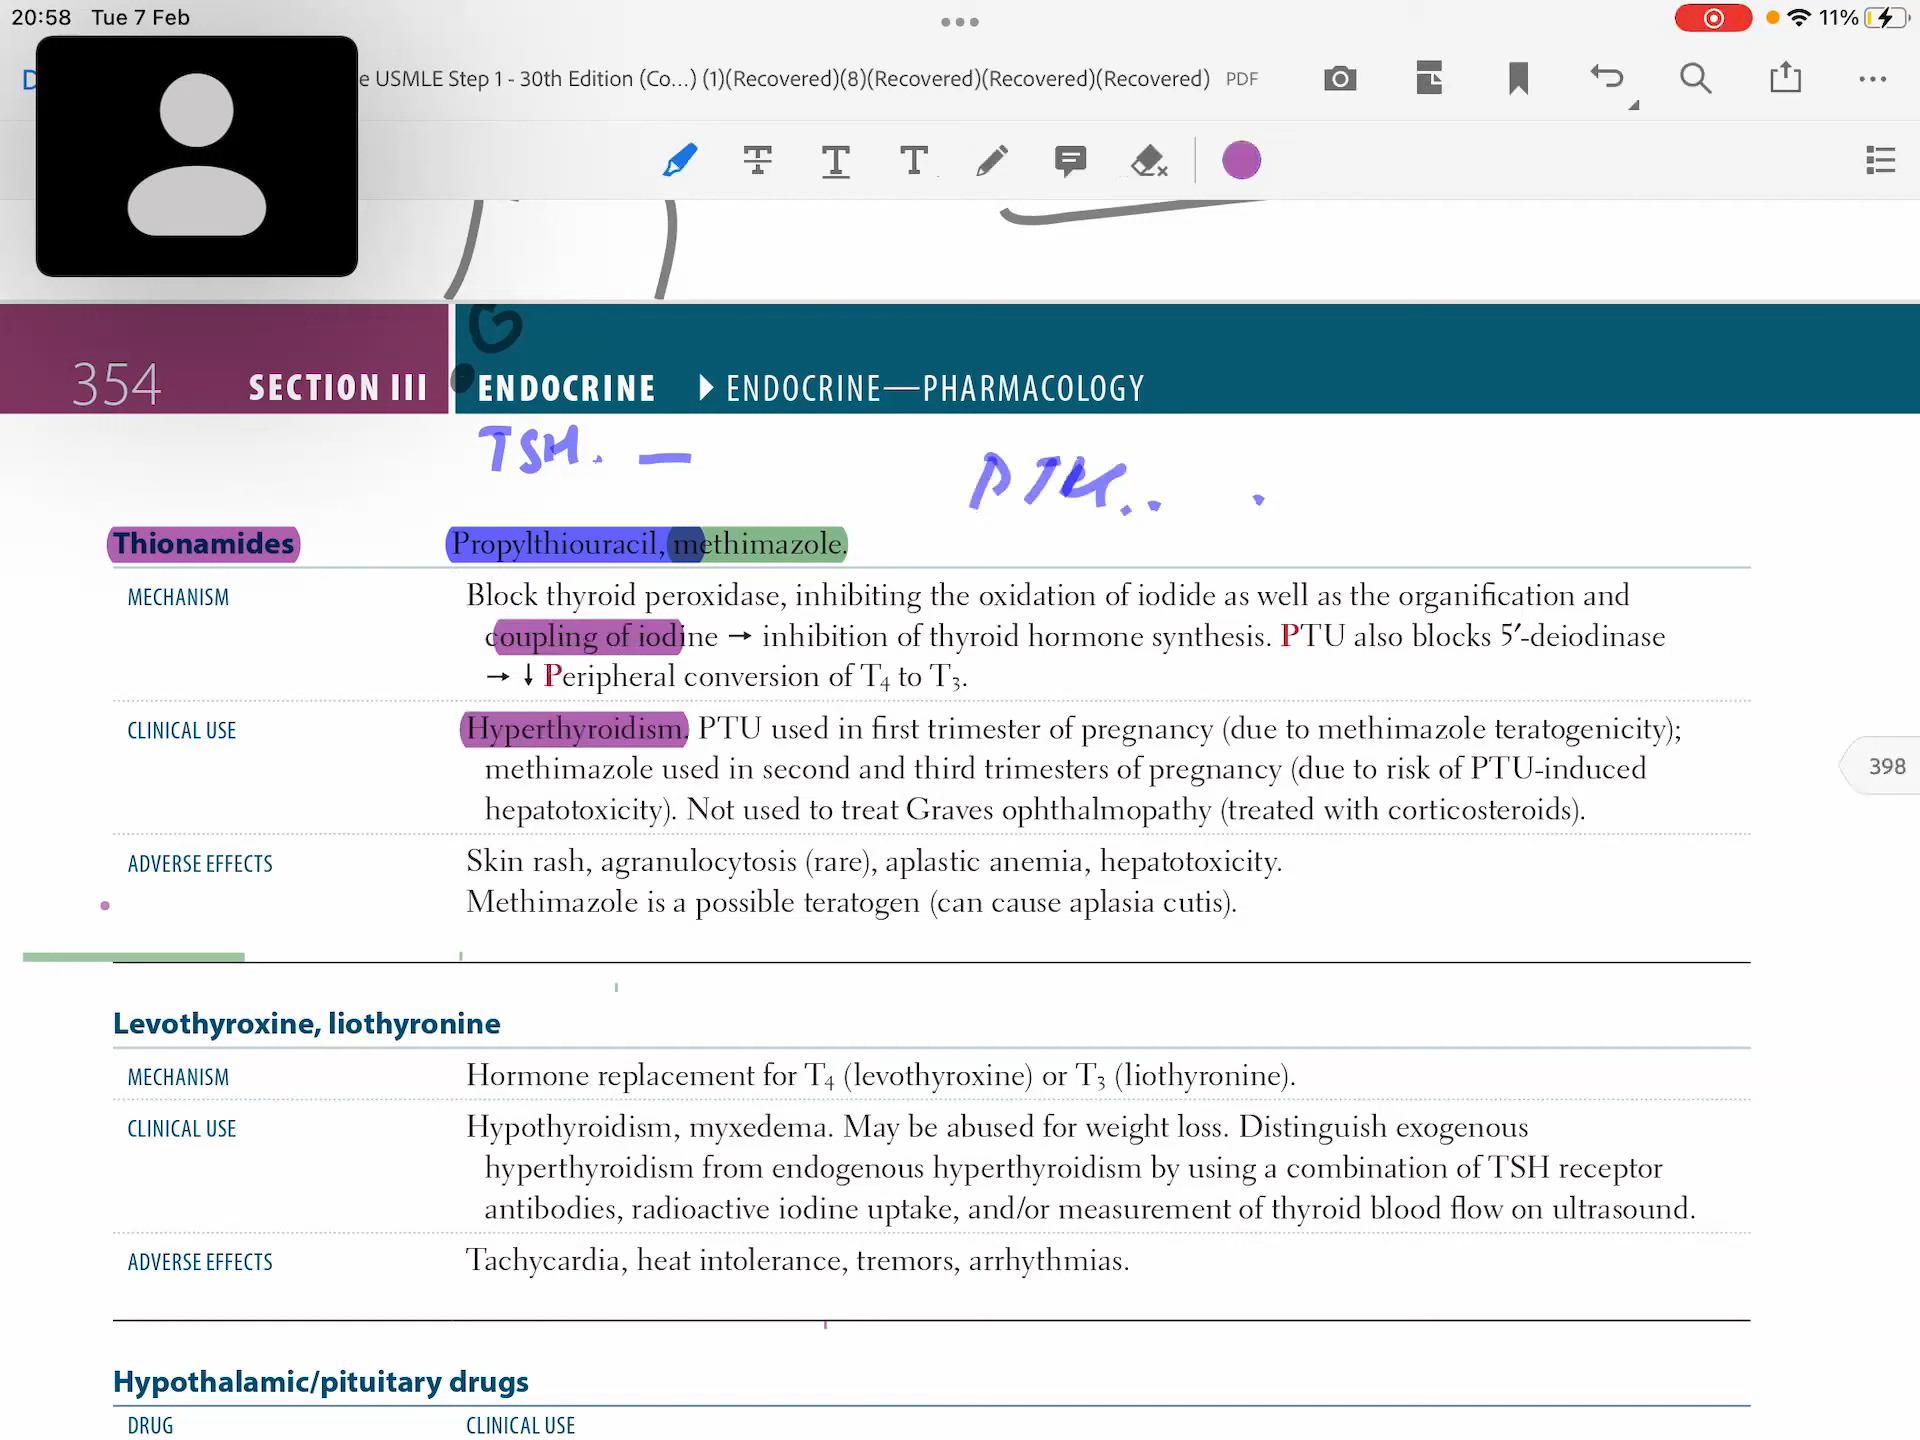 20:58 Tue 7 Feb
11%
D
e USMLE Step 1 - 30th Edition (Co...) (1)(Recovered)(8)(Recovered)(Recovered)(Recovered) PDF
G
354 SECTION III ENDOCRINE ▶ ENDOCRINE—PHARMACOLOGY
TSH. —
PTH..
Thionamides Propylthiouracil, methimazole.
MECHANISM Block thyroid peroxidase, inhibiting the oxidation of iodide as well as the organification and
coupling of iodine → inhibition of thyroid hormone synthesis. PTU also blocks 5′-deiodinase
→ ↓ Peripheral conversion of T4 to T3.
CLINICAL USE Hyperthyroidism. PTU used in first trimester of pregnancy (due to methimazole teratogenicity);
methimazole used in second and third trimesters of pregnancy (due to risk of PTU-induced
hepatotoxicity). Not used to treat Graves ophthalmopathy (treated with corticosteroids).
398
ADVERSE EFFECTS Skin rash, agranulocytosis (rare), aplastic anemia, hepatotoxicity.
Methimazole is a possible teratogen (can cause aplasia cutis).
Levothyroxine, liothyronine
MECHANISM Hormone replacement for T4 (levothyroxine) or T3 (liothyronine).
CLINICAL USE Hypothyroidism, myxedema. May be abused for weight loss. Distinguish exogenous
hyperthyroidism from endogenous hyperthyroidism by using a combination of TSH receptor
antibodies, radioactive iodine uptake, and/or measurement of thyroid blood flow on ultrasound.
ADVERSE EFFECTS Tachycardia, heat intolerance, tremors, arrhythmias.
Hypothalamic/pituitary drugs
DRUG CLINICAL USE